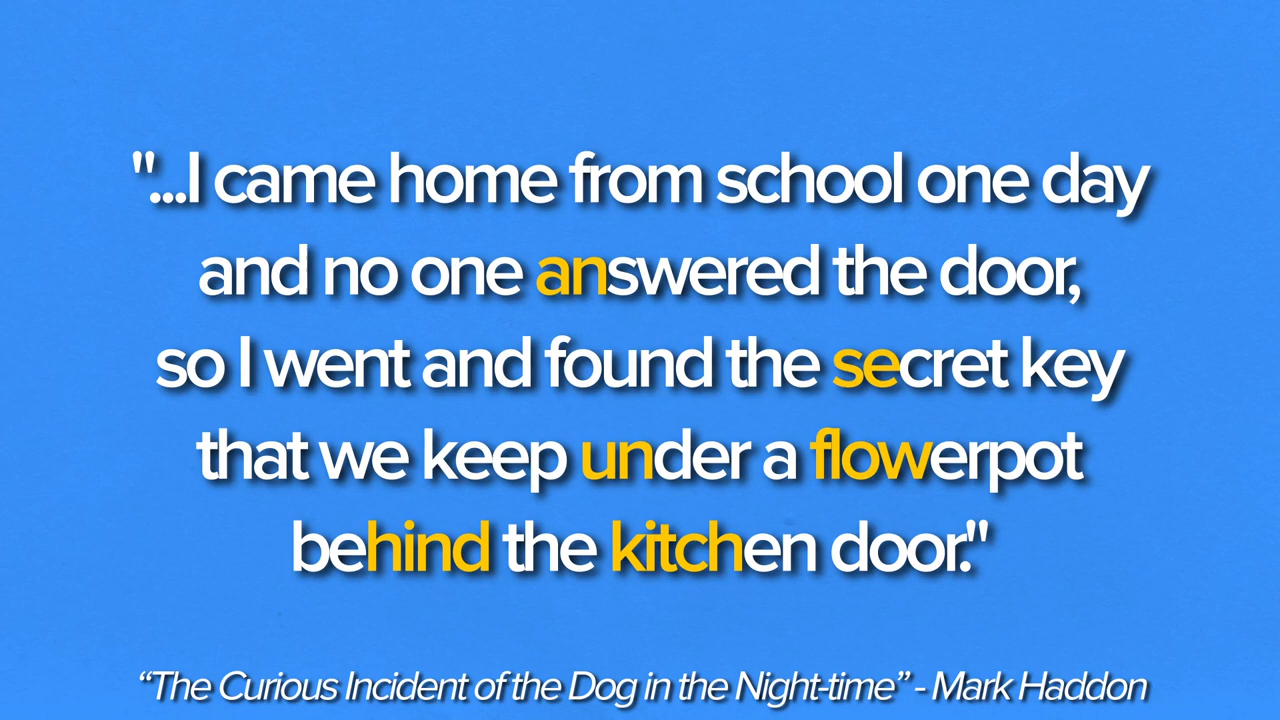 "...I came home from school one day
and no one answered the door,
so I went and found the secret key
that we keep under a flowerpot
behind the kitchen door."
“The Curious Incident of the Dog in the Night-time” - Mark Haddon